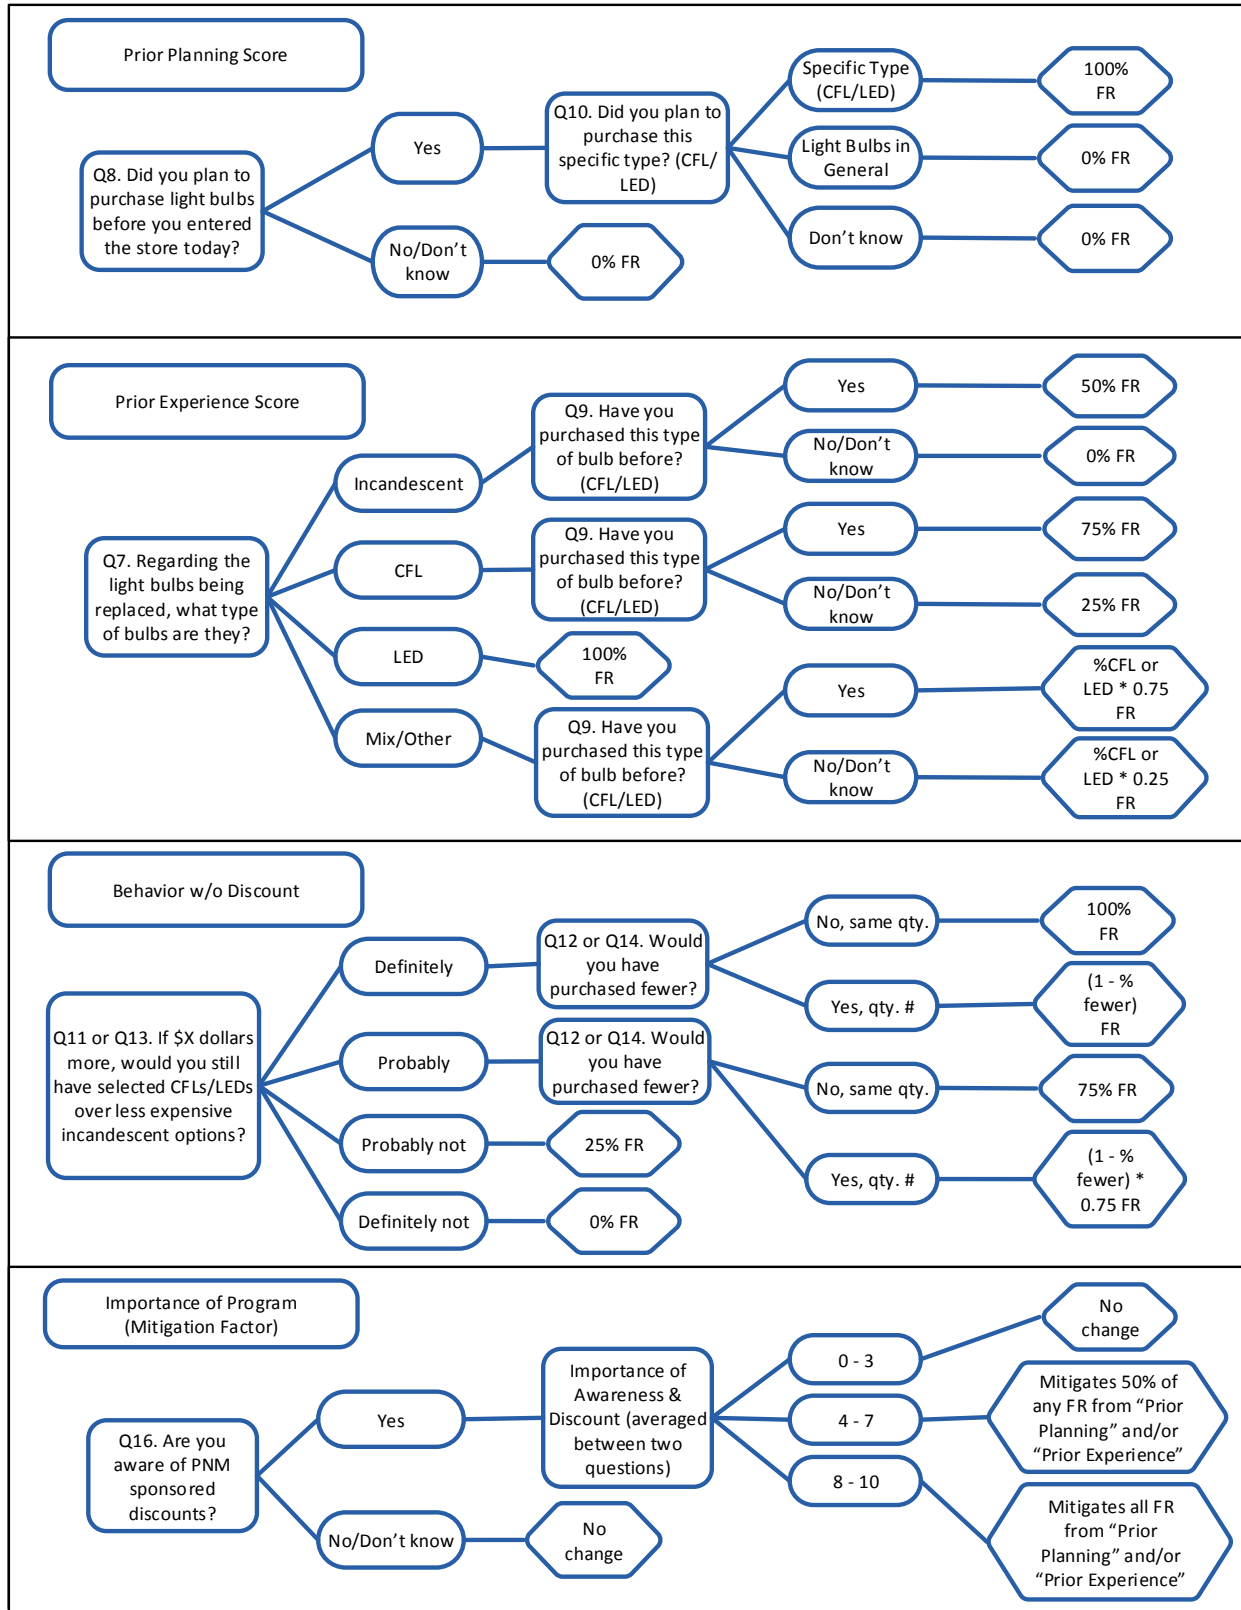 Prior Planning Score
Q8. Did you plan to
purchase light bulbs
before you entered
the store today?
Yes
No/Don’t
know
Q10. Did you plan to
purchase this
specific type? (CFL/
LED)
0% FR
Specific Type
(CFL/LED)
Light Bulbs in
General
Don’t know
100%
FR
0% FR
0% FR
Prior Experience Score
Q7. Regarding the
light bulbs being
replaced, what type
of bulbs are they?
Incandescent
CFL
LED
Mix/Other
Q9. Have you
purchased this type
of bulb before?
(CFL/LED)
Q9. Have you
purchased this type
of bulb before?
(CFL/LED)
100%
FR
Q9. Have you
purchased this type
of bulb before?
(CFL/LED)
Yes
No/Don’t
know
Yes
No/Don’t
know
Yes
No/Don’t
know
50% FR
0% FR
75% FR
25% FR
%CFL or
LED * 0.75
FR
%CFL or
LED * 0.25
FR
Behavior w/o Discount
Q11 or Q13. If $X dollars
more, would you still
have selected CFLs/LEDs
over less expensive
incandescent options?
Definitely
Probably
Probably not
Definitely not
Q12 or Q14. Would
you have
purchased fewer?
Q12 or Q14. Would
you have
purchased fewer?
25% FR
0% FR
No, same qty.
Yes, qty. #
No, same qty.
Yes, qty. #
100%
FR
(1 - %
fewer)
FR
75% FR
(1 - %
fewer) *
0.75 FR
Importance of Program
(Mitigation Factor)
Q16. Are you
aware of PNM
sponsored
discounts?
Yes
No/Don’t know
Importance of
Awareness &
Discount (averaged
between two
questions)
No
change
0 - 3
4 - 7
8 - 10
No
change
Mitigates 50% of
any FR from “Prior
Planning” and/or
“Prior Experience”
Mitigates all FR
from “Prior
Planning” and/or
“Prior Experience”